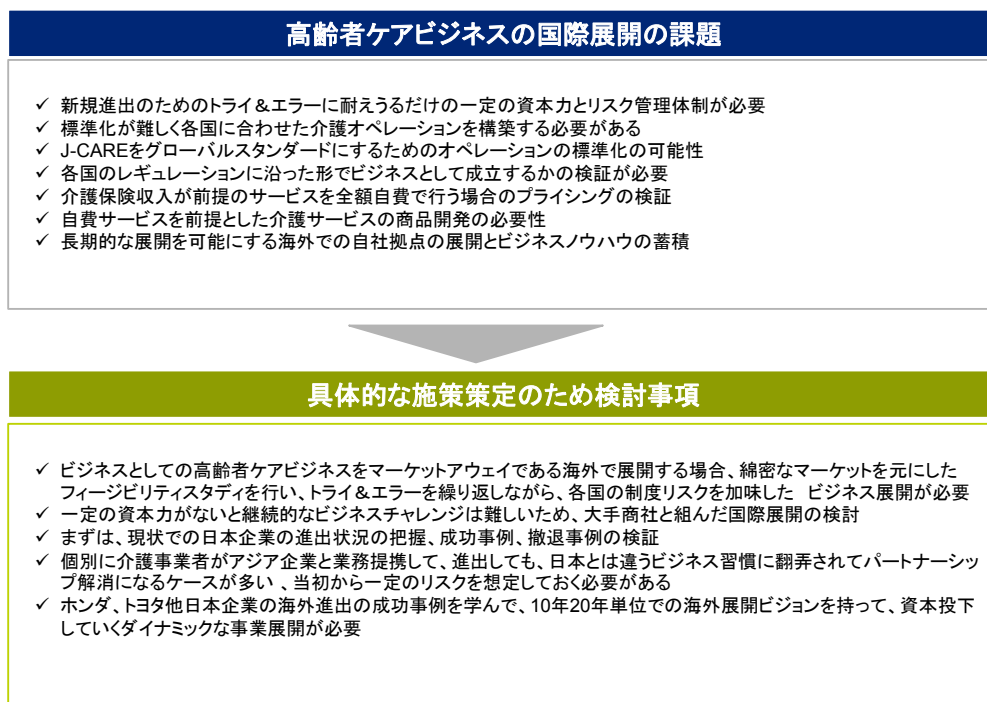 高齢者ケアビジネスの国際展開の課題
✓ 新規進出のためのトライ＆エラーに耐えうるだけの一定の資本力とリスク管理体制が必要
✓ 標準化が難しく各国に合わせた介護オペレーションを構築する必要がある
✓ J-CAREをグローバルスタンダードにするためのオペレーションの標準化の可能性
✓ 各国のレギュレーションに沿った形でビジネスとして成立するかの検証が必要
✓ 介護保険収入が前提のサービスを全額自費で行う場合のプライシングの検証
✓ 自費サービスを前提とした介護サービスの商品開発の必要性
✓ 長期的な展開を可能にする海外での自社拠点の展開とビジネスノウハウの蓄積
具体的な施策策定のため検討事項
✓ ビジネスとしての高齢者ケアビジネスをマーケットアウェイである海外で展開する場合、綿密なマーケットを元にした
フィージビリティスタディを行い、トライ＆エラーを繰り返しながら、各国の制度リスクを加味した ビジネス展開が必要
✓ 一定の資本力がないと継続的なビジネスチャレンジは難しいため、大手商社と組んだ国際展開の検討
✓ まずは、現状での日本企業の進出状況の把握、成功事例、撤退事例の検証
✓ 個別に介護事業者がアジア企業と業務提携して、進出しても、日本とは違うビジネス習慣に翻弄されてパートナーシッ
プ解消になるケースが多い 、当初から一定のリスクを想定しておく必要がある
✓ ホンダ、トヨタ他日本企業の海外進出の成功事例を学んで、10年20年単位での海外展開ビジョンを持って、資本投下
していくダイナミックな事業展開が必要